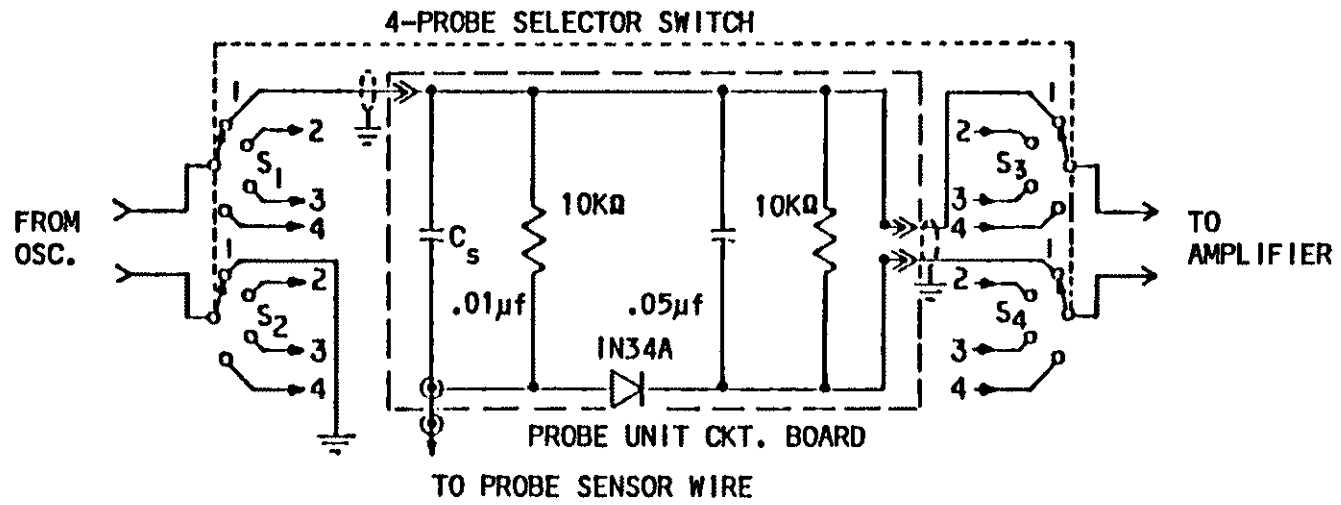 4-PROBE SELECTOR SWITCH
1
2
S1
3
4
1
2
S2
3
4
FROM
OSC.
Cs
.01µf
10KΩ
.05µf
10KΩ
1N34A
PROBE UNIT CKT. BOARD
TO PROBE SENSOR WIRE
1
2
S3
3
4
1
2
S4
3
4
TO
AMPLIFIER